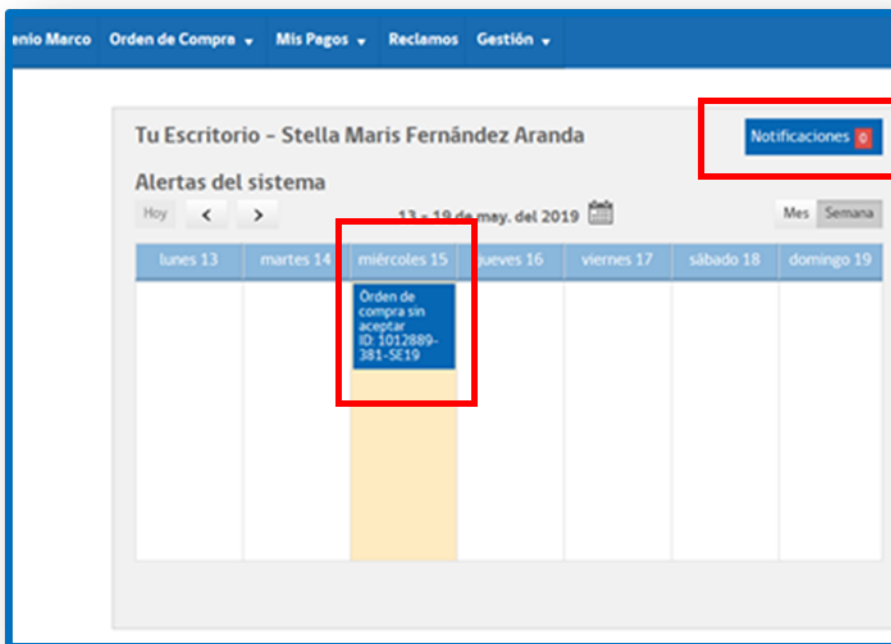 enio Marco Orden de Compra Mis Pagos Reclamos Gestión
Tu Escritorio - Stella Maris Fernández Aranda
Notificaciones 0
Alertas del sistema
Hoy < > 13 - 19 de may. del 2019 Mes Semana
lunes 13 martes 14 miércoles 15 jueves 16 viernes 17 sábado 18 domingo 19
Orden de
compra sin
aceptar
ID: 1012889-
381-SE19